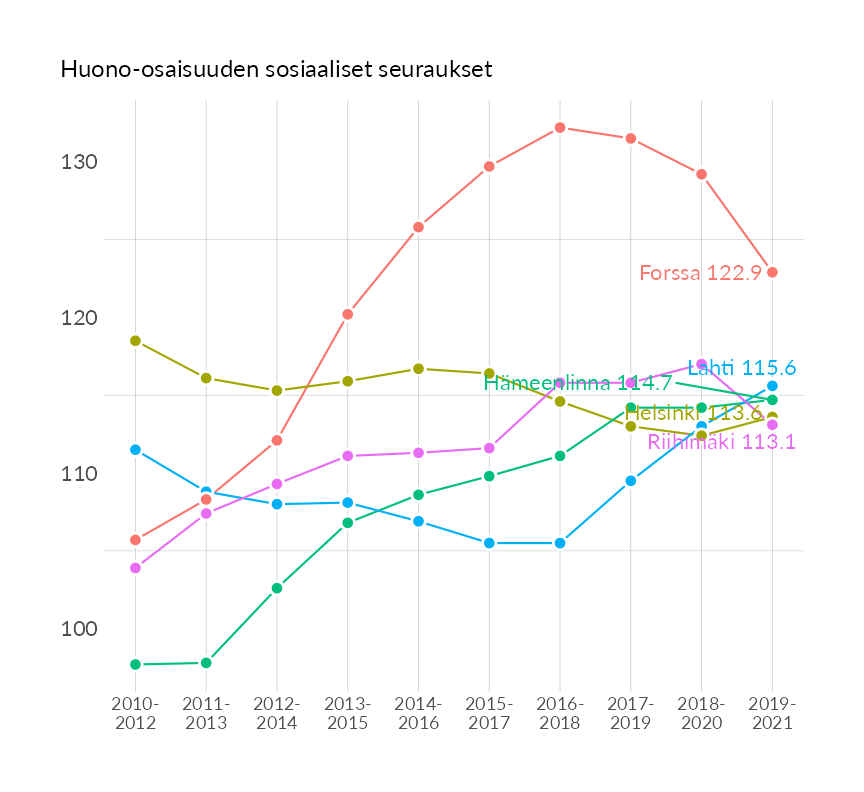 Huono-osaisuuden sosiaaliset seuraukset
130
120
110
100
Forssa 122.9
Lahti 115.6
Hämeenlinna 114.7
Helsinki 113.6
Riihimäki 113.1
2010- 2011- 2012- 2013- 2014- 2015- 2016- 2017- 2018- 2019-
2012 2013 2014 2015 2016 2017 2018 2019 2020 2021